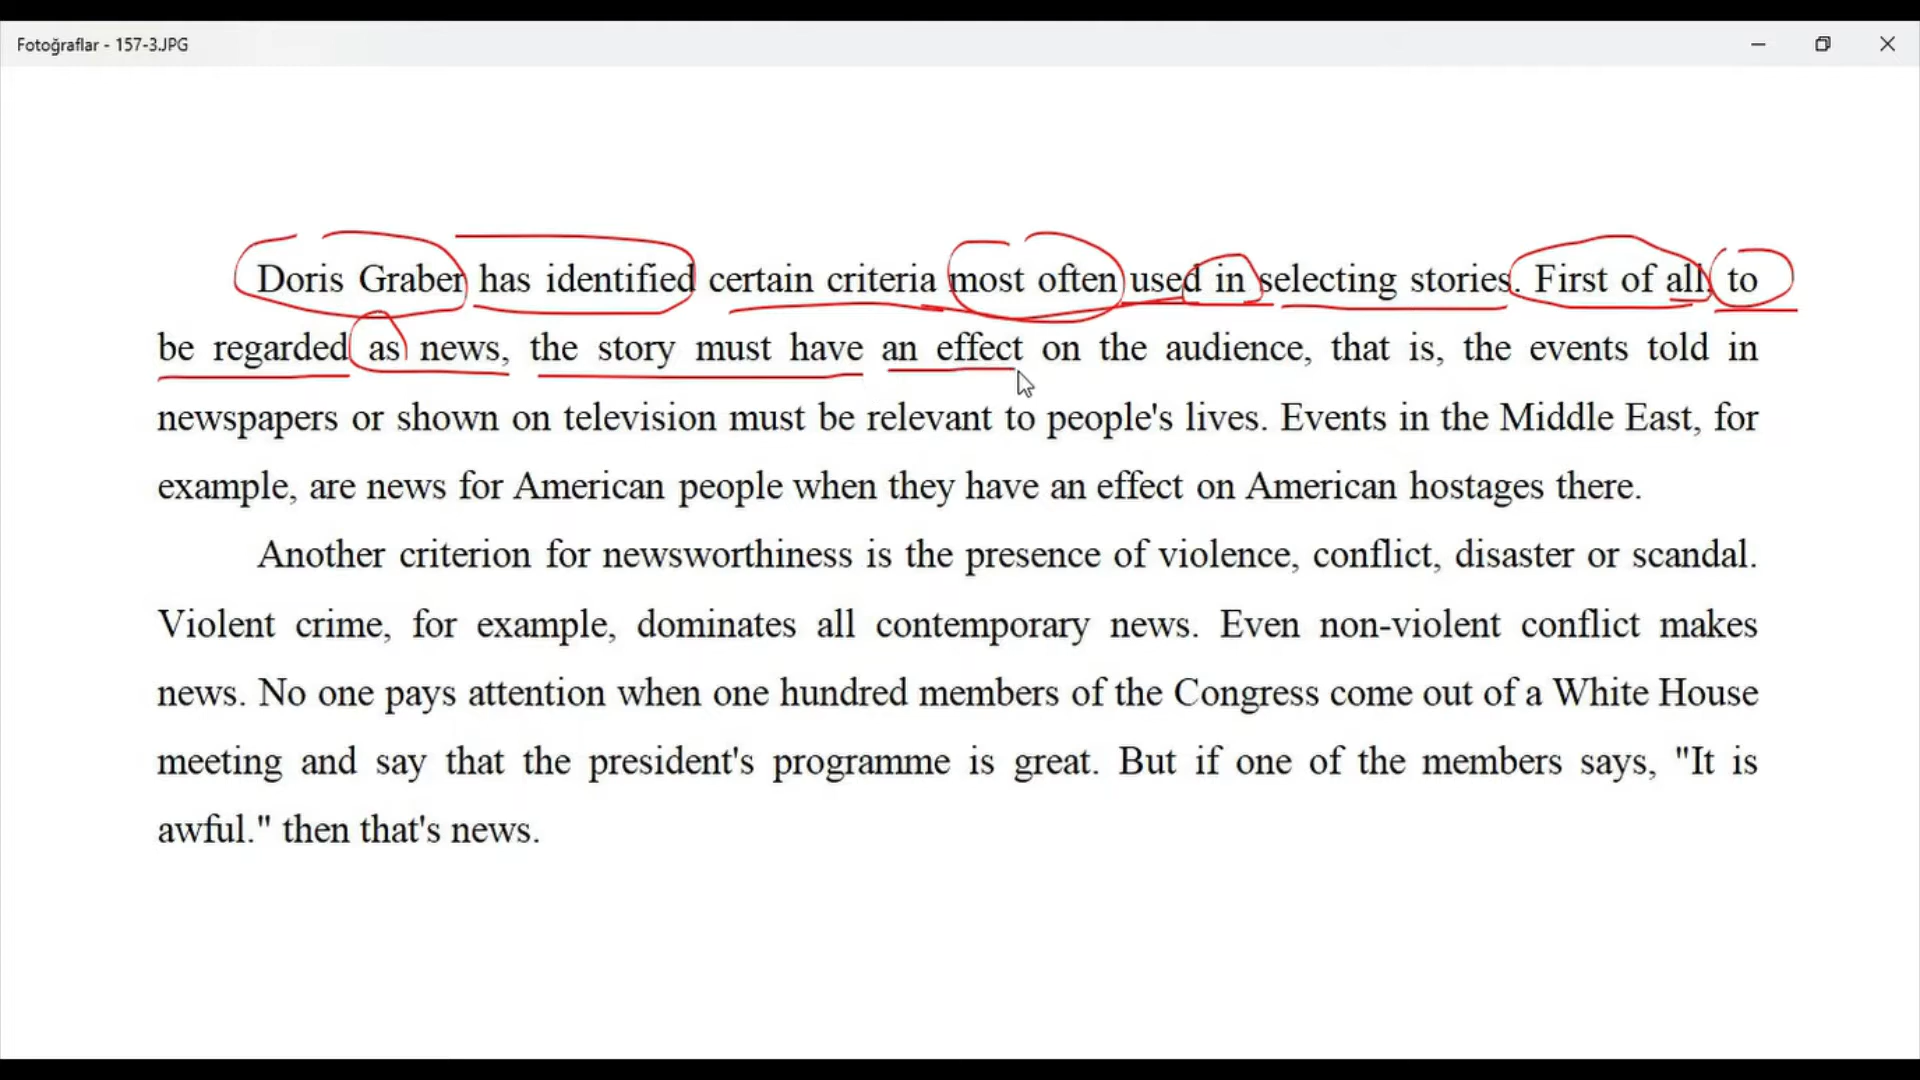 Fotoğraflar - 157-3.JPG
Doris Graber has identified certain criteria most often used in selecting stories. First of all, to
be regarded as news, the story must have an effect on the audience, that is, the events told in
newspapers or shown on television must be relevant to people's lives. Events in the Middle East, for
example, are news for American people when they have an effect on American hostages there.
Another criterion for newsworthiness is the presence of violence, conflict, disaster or scandal.
Violent crime, for example, dominates all contemporary news. Even non-violent conflict makes
news. No one pays attention when one hundred members of the Congress come out of a White House
meeting and say that the president's programme is great. But if one of the members says, "It is
awful." then that's news.